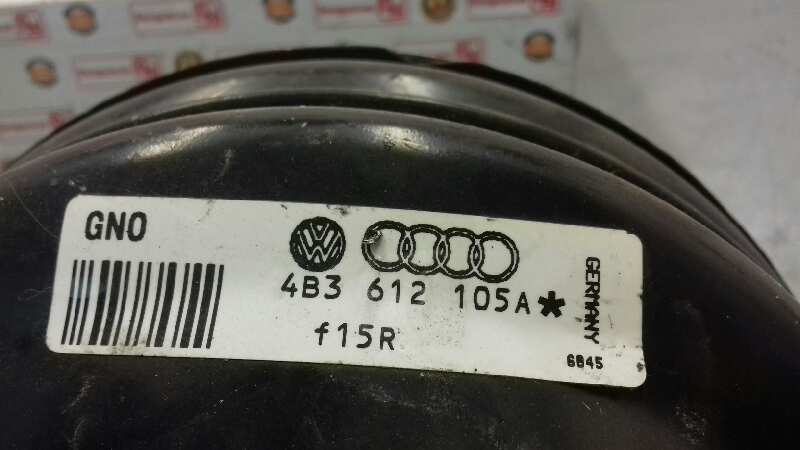 GNO
4B3 612 105A*
f15R
GERMANY
6845